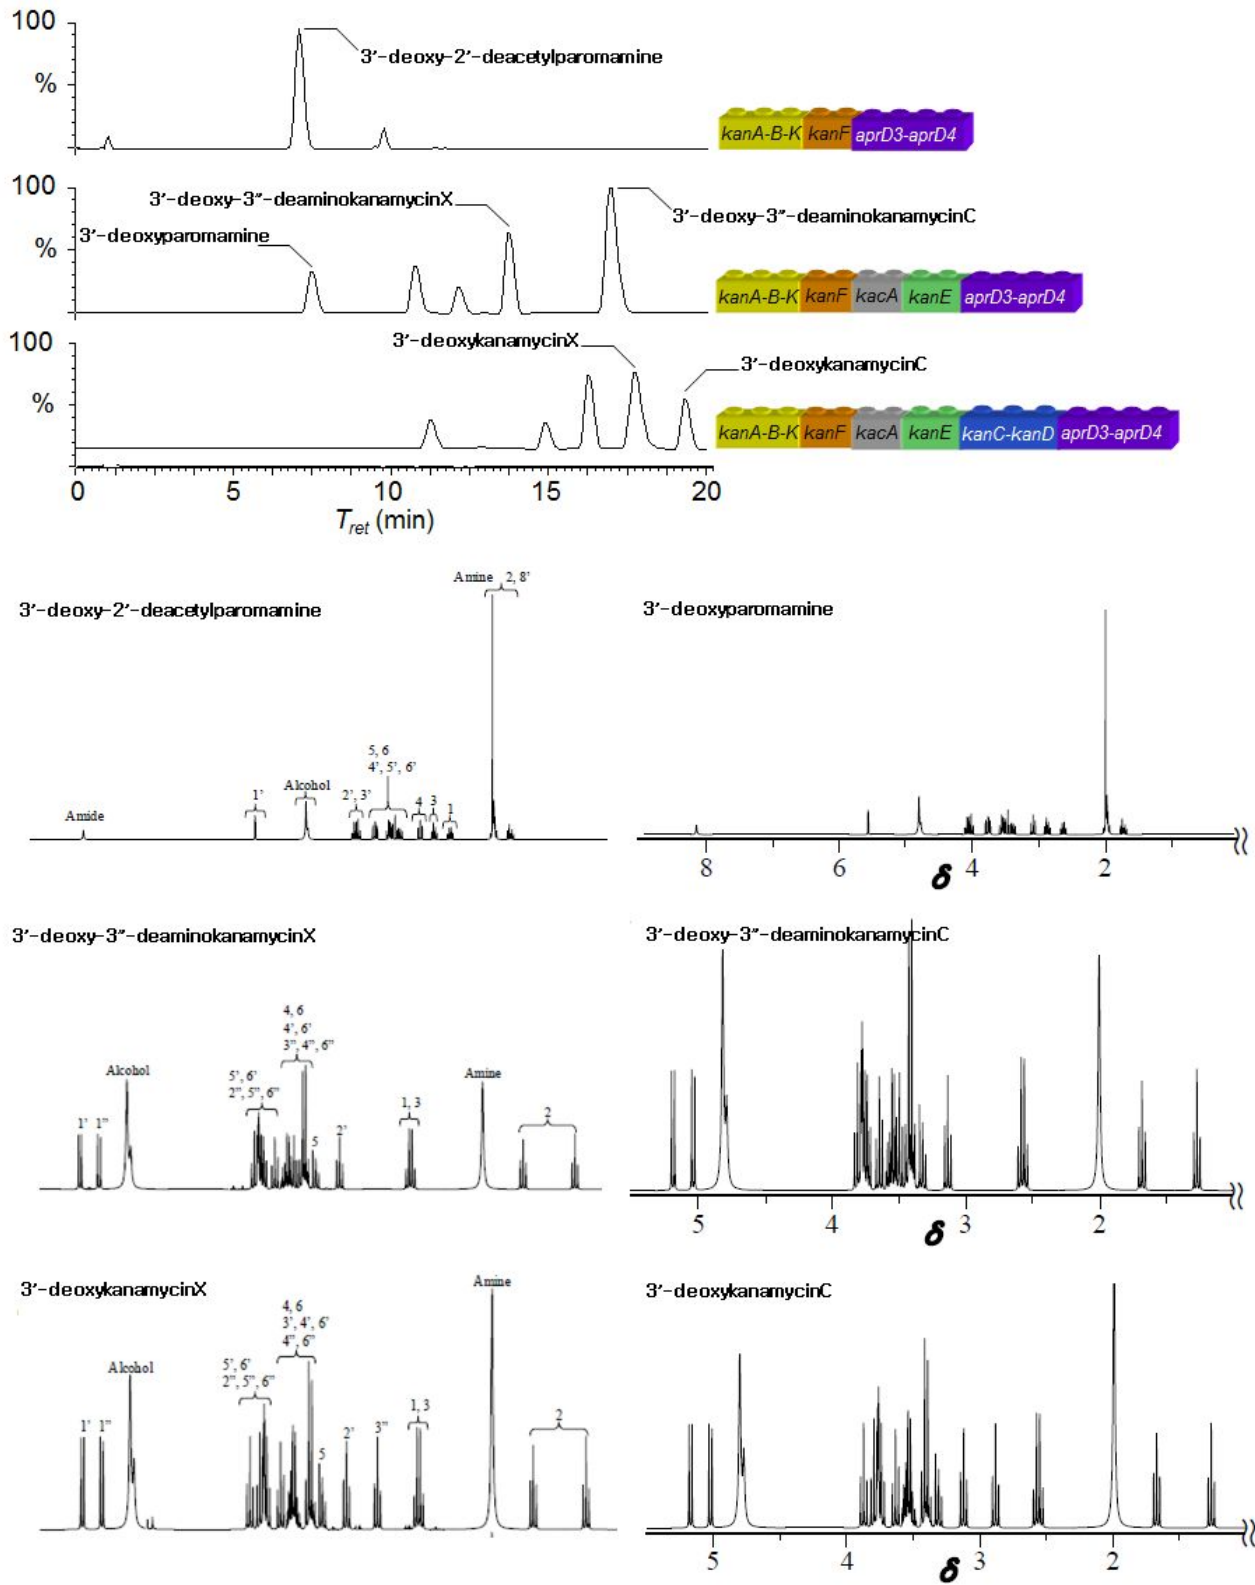 100
%
3’-deoxy-2’-deacetylparomamine
kanA-B-K kanF aprD3-aprD4
100
%
3’-deoxy-3”-deaminokanamycinX
3’-deoxyparomamine
3’-deoxy-3”-deaminokanamycinC
kanA-B-K kanF kacA kanE aprD3-aprD4
100
%
3’-deoxykanamycinX
3’-deoxykanamycinC
kanA-B-K kanF kacA kanE kanC-kanD aprD3-aprD4
0 5 10 15 20
Tret (min)
3’-deoxy-2’-deacetylparomamine
Amine 2, 8’
5, 6
4’, 5’, 6’
1’ Alcohol 2’, 3’ 4 3 1
Amide
3’-deoxyparomamine
8 6 4 2
δ
3’-deoxy-3”-deaminokanamycinX
4, 6
4’, 6’
3”, 4”, 6”
Alcohol 5’, 6’ Amine
2”, 5”, 6”
1’ 1” 5 2’ 1, 3 2
3’-deoxy-3”-deaminokanamycinC
5 4 3 2
δ
3’-deoxykanamycinX
Amine
4, 6
3’, 4’, 6’
4”, 6”
Alcohol 5’, 6’
2”, 5”, 6”
1’ 1” 5 2’ 3” 1, 3 2
3’-deoxykanamycinC
5 4 3 2
δ